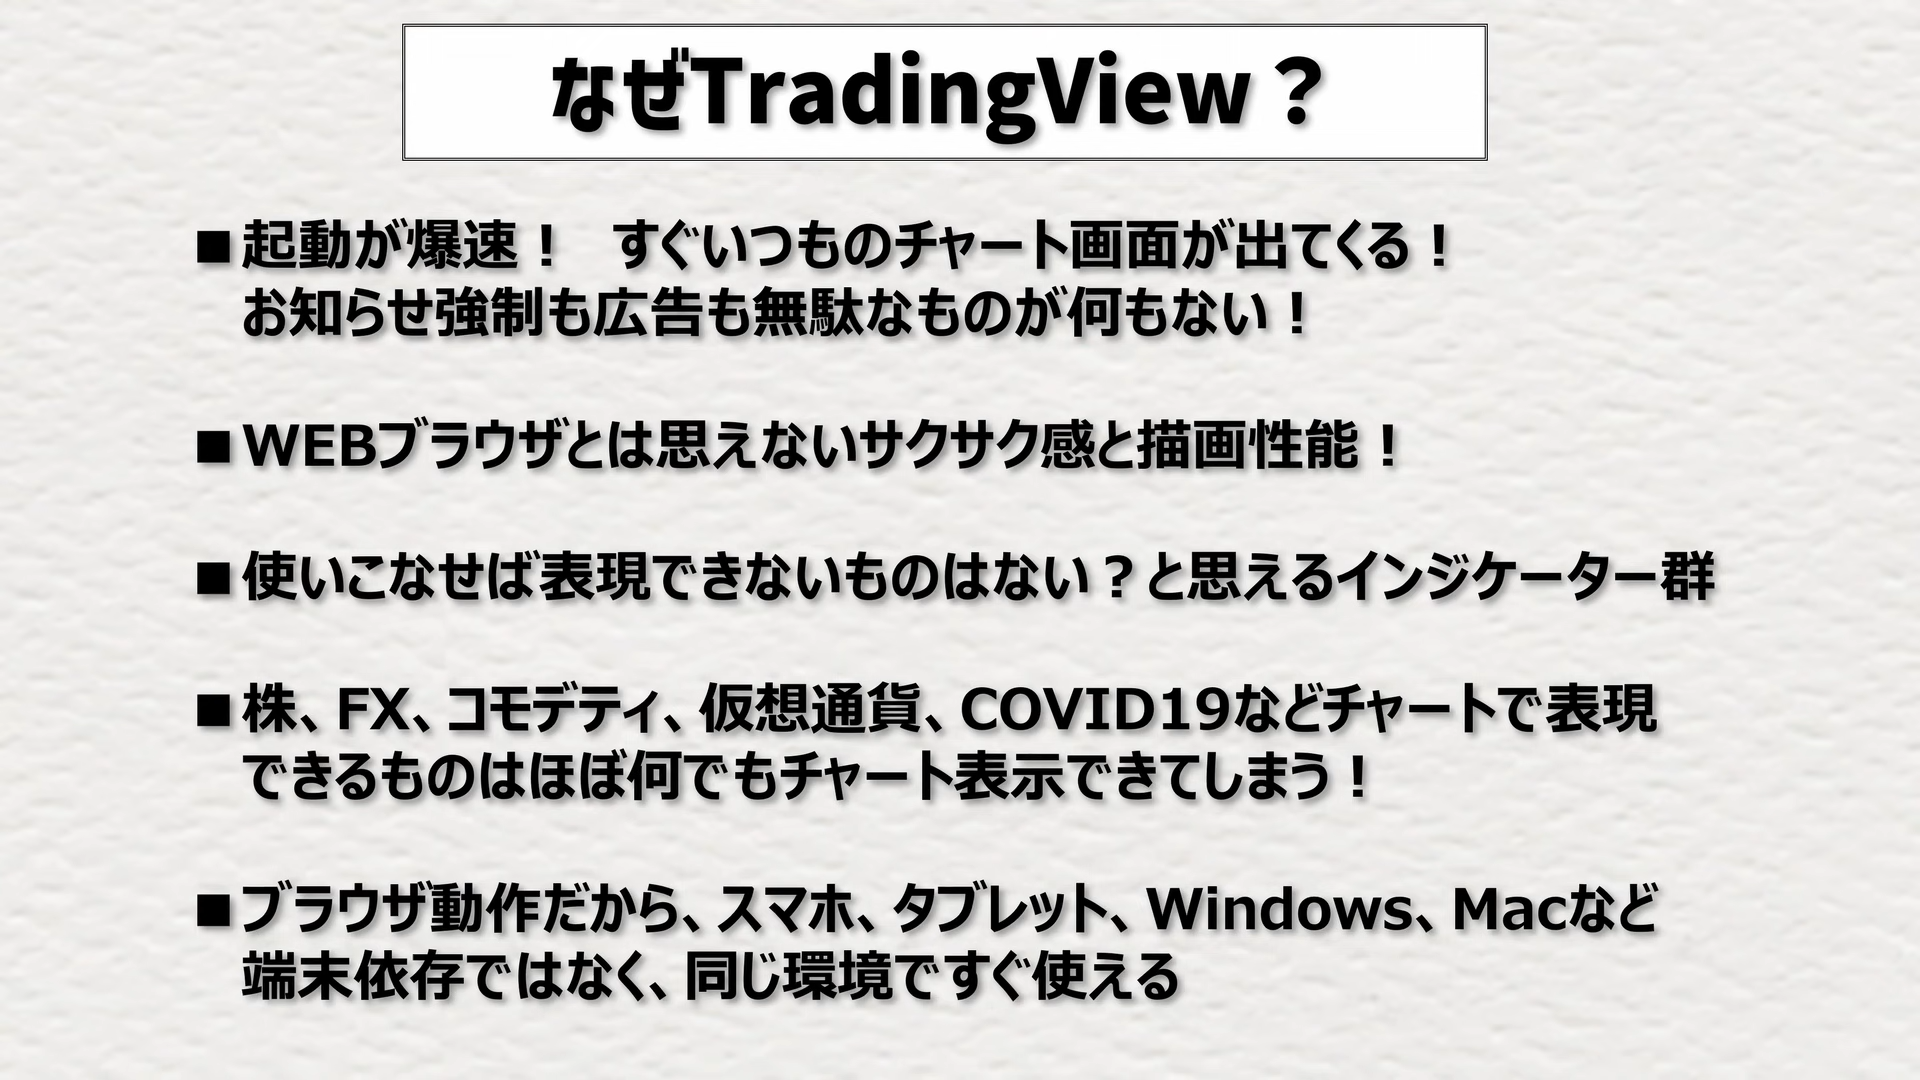 なぜTradingView？
■起動が爆速！　すぐいつものチャート画面が出てくる！
お知らせ強制も広告も無駄なものが何もない！
■WEBブラウザとは思えないサクサク感と描画性能！
■使いこなせば表現できないものはない？と思えるインジケーター群
■株、FX、コモデティ、仮想通貨、COVID19などチャートで表現
できるものはほぼ何でもチャート表示できてしまう！
■ブラウザ動作だから、スマホ、タブレット、Windows、Macなど
端末依存ではなく、同じ環境ですぐ使える